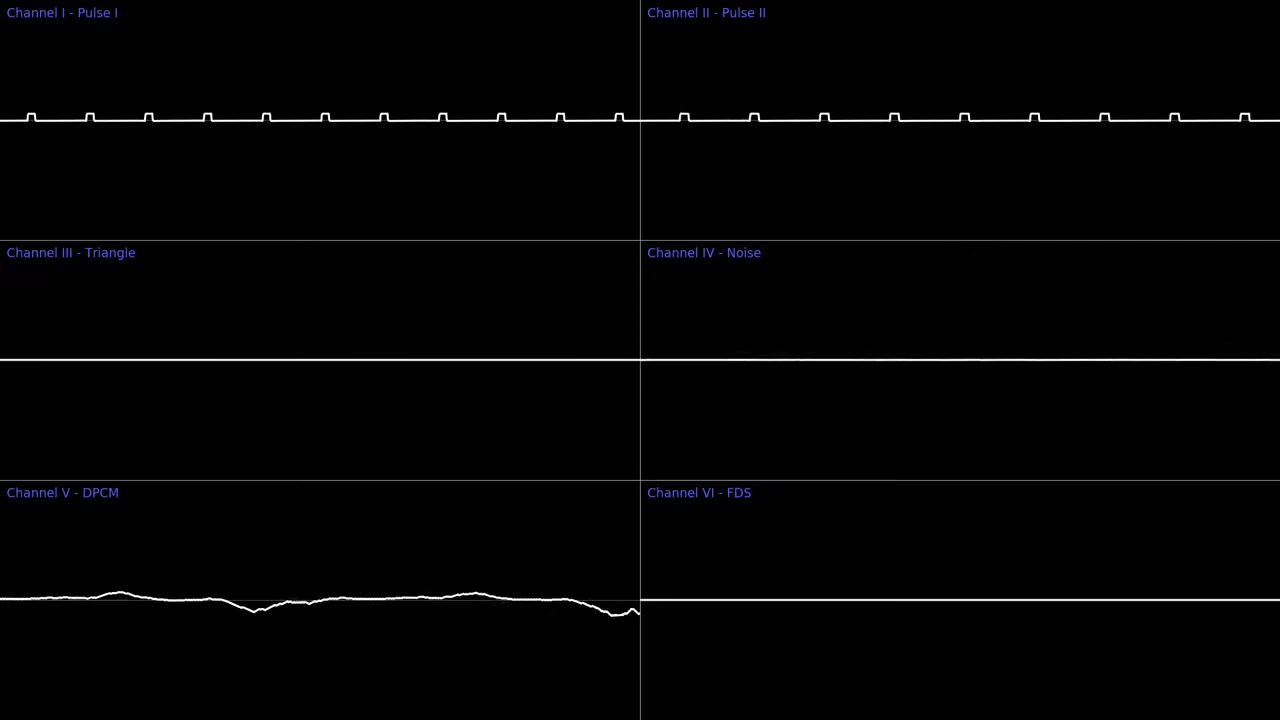 Channel I - Pulse I
Channel II - Pulse II
Channel III - Triangle
Channel IV - Noise
Channel V - DPCM
Channel VI - FDS